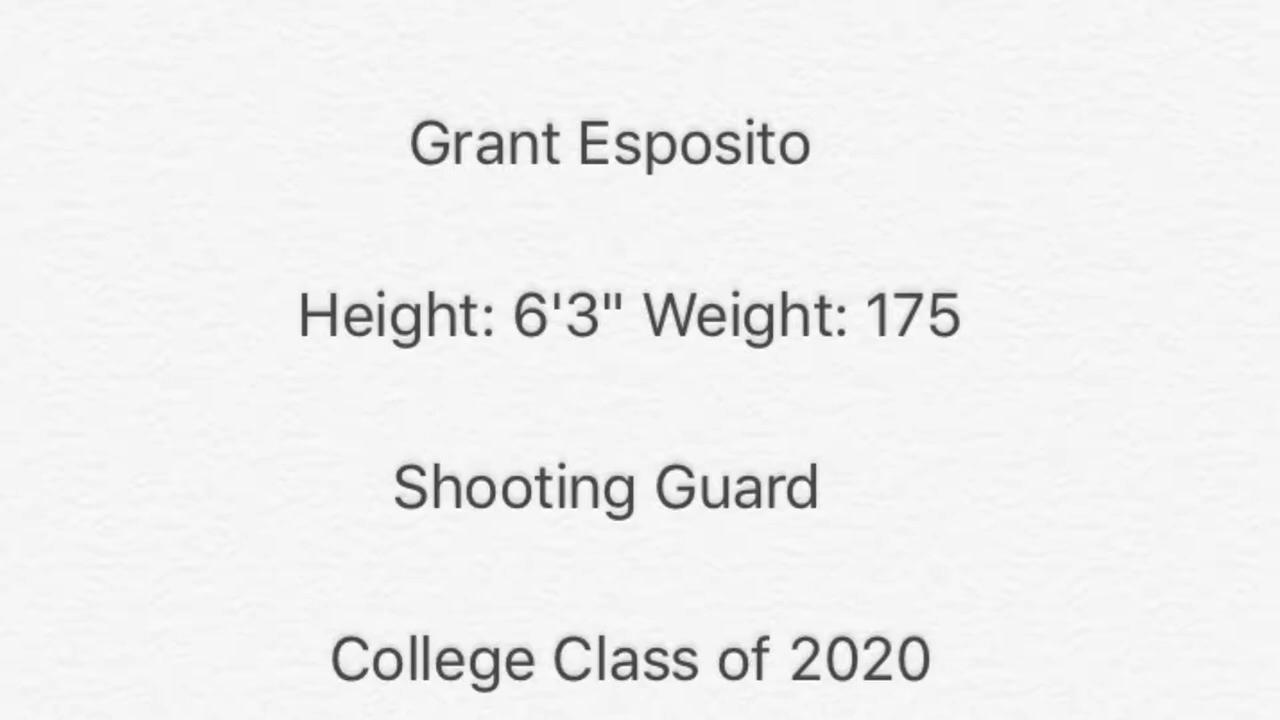 Grant Esposito
Height: 6'3" Weight: 175
Shooting Guard
College Class of 2020